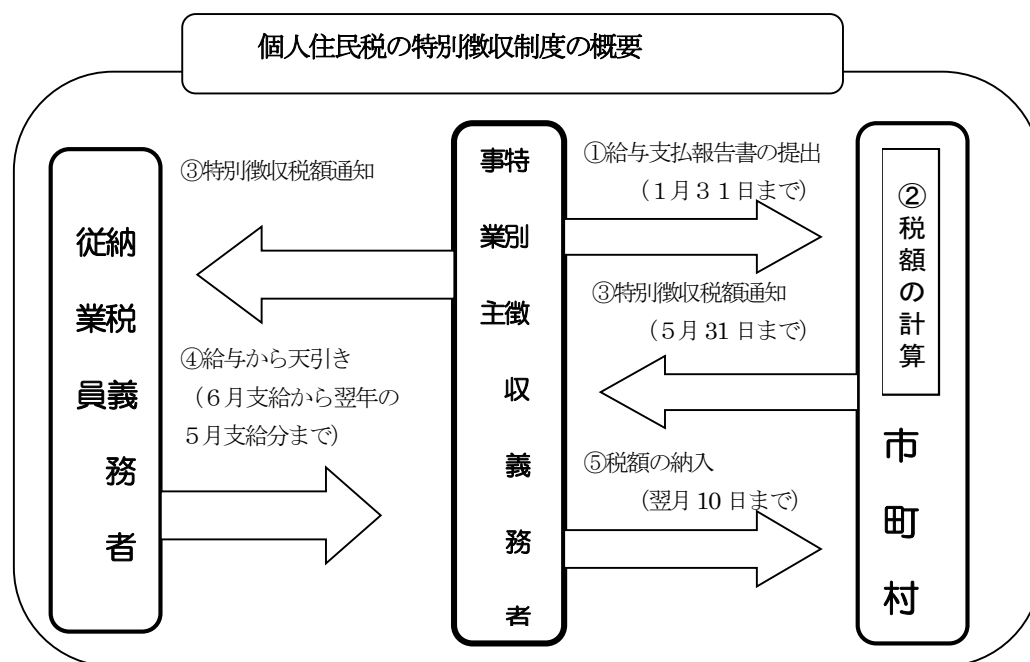 個人住民税の特別徴収制度の概要
納税義務者
従業員
③特別徴収税額通知
④給与から天引き
（6月支給から翌年の
5月支給分まで）
特別徴収義務者
事業主
①給与支払報告書の提出
（1月31日まで）
③特別徴収税額通知
（5月31日まで）
⑤税額の納入
（翌月10日まで）
②税額の計算
市町村